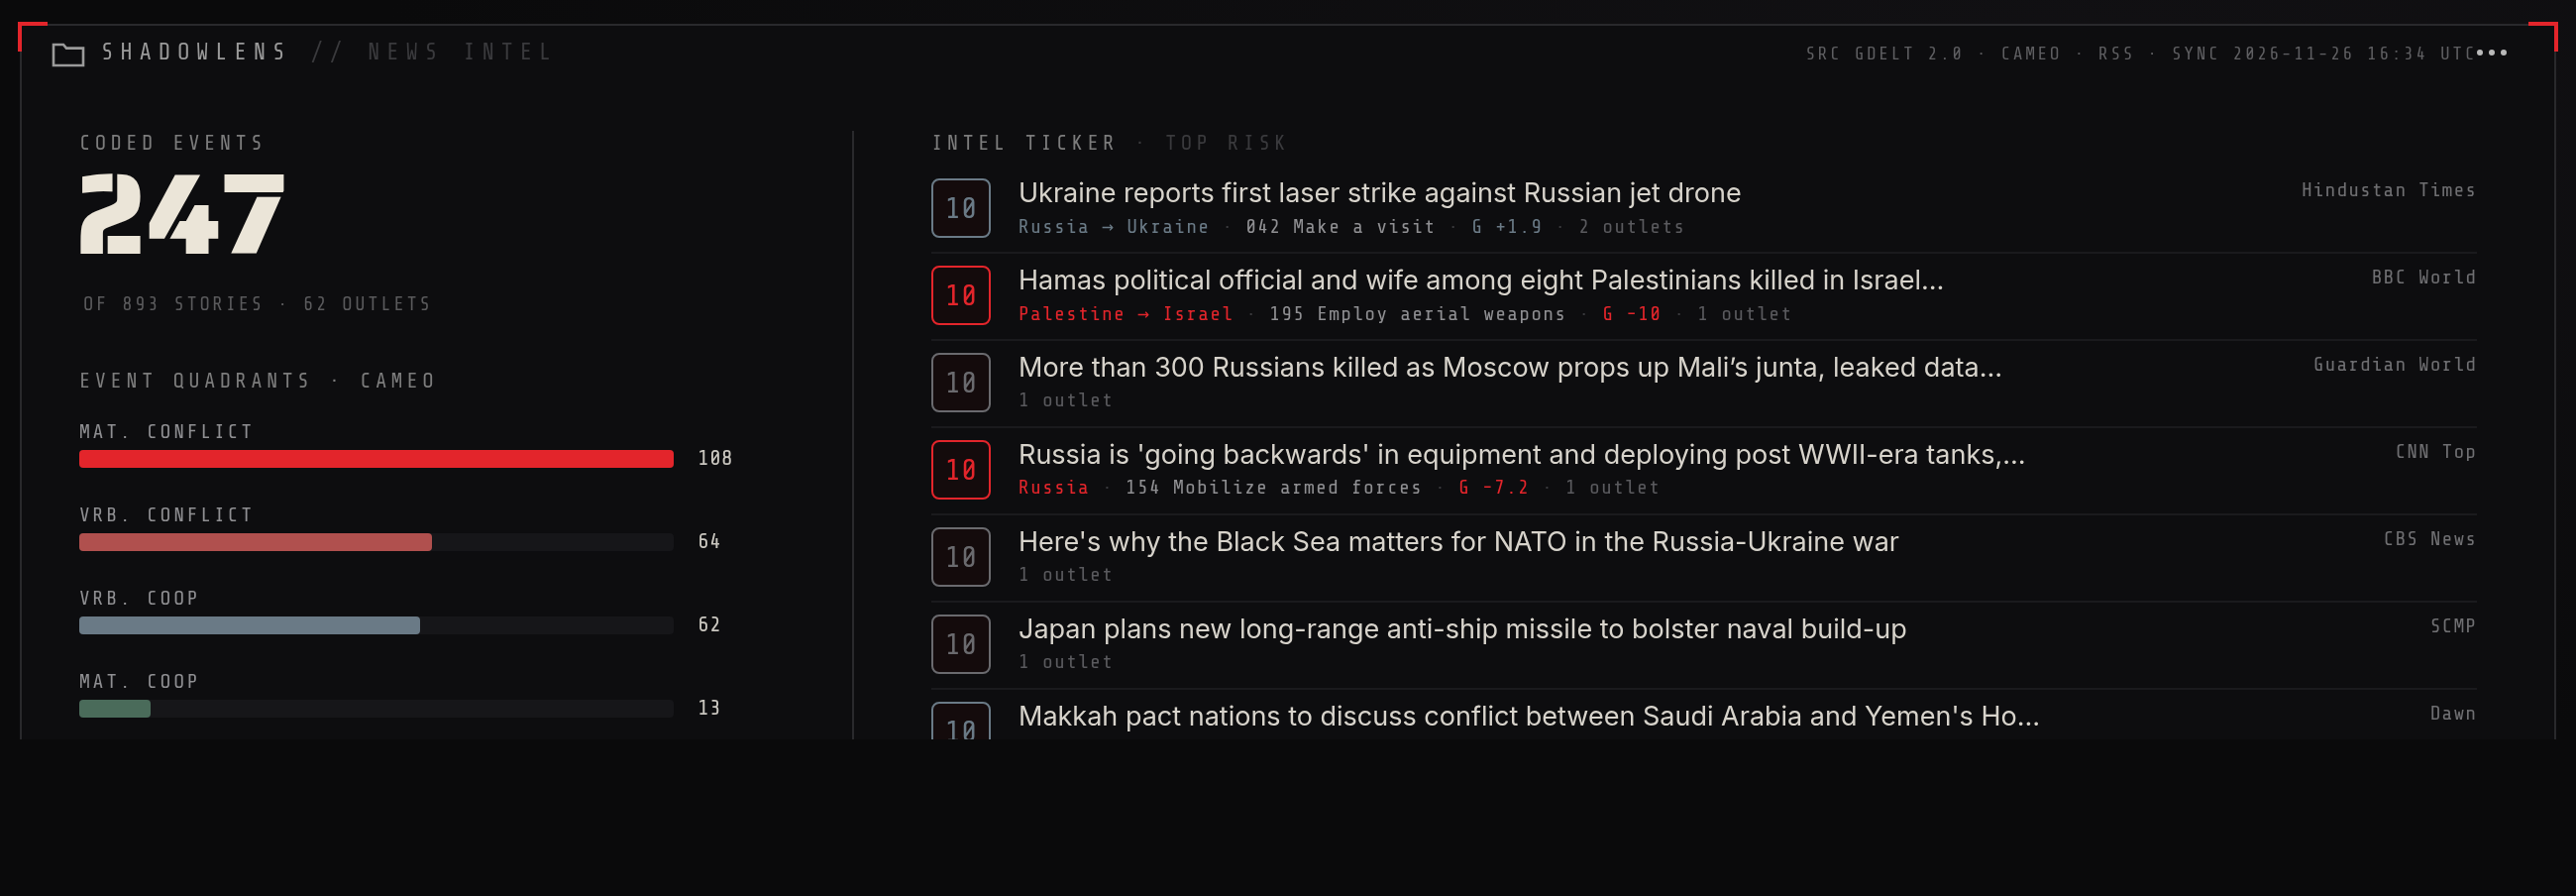 SHADOWLENS // NEWS INTEL
SRC GDELT 2.0 · CAMEO · RSS · SYNC 2026-11-26 16:34 UTC
CODED EVENTS
247
OF 893 STORIES · 62 OUTLETS
EVENT QUADRANTS · CAMEO
MAT. CONFLICT
108
VRB. CONFLICT
64
VRB. COOP
62
MAT. COOP
13
INTEL TICKER · TOP RISK
10 Ukraine reports first laser strike against Russian jet drone Hindustan Times
Russia → Ukraine · 042 Make a visit · G +1.9 · 2 outlets
10 Hamas political official and wife among eight Palestinians killed in Israel... BBC World
Palestine → Israel · 195 Employ aerial weapons · G -10 · 1 outlet
10 More than 300 Russians killed as Moscow props up Mali’s junta, leaked data... Guardian World
1 outlet
10 Russia is 'going backwards' in equipment and deploying post WWII-era tanks,... CNN Top
Russia · 154 Mobilize armed forces · G -7.2 · 1 outlet
10 Here's why the Black Sea matters for NATO in the Russia-Ukraine war CBS News
1 outlet
10 Japan plans new long-range anti-ship missile to bolster naval build-up SCMP
1 outlet
10 Makkah pact nations to discuss conflict between Saudi Arabia and Yemen's Ho... Dawn